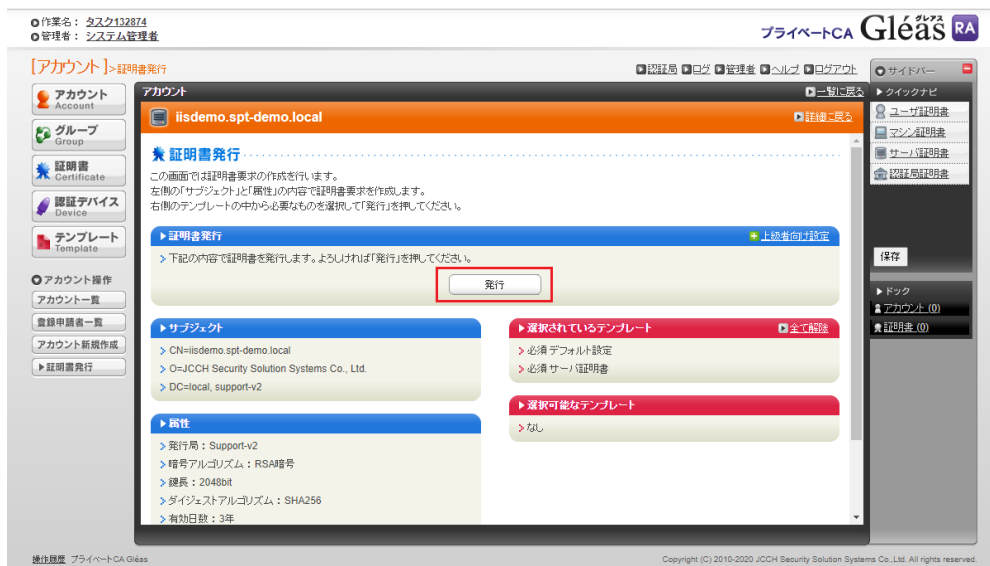 作業名： タスク132874
管理者： システム管理者
プライベートCA Gléas グレアス RA
[アカウント]>証明書発行
認証局 ログ 管理者 ヘルプ ログアウト
アカウント
Account
グループ
Group
証明書
Certificate
認証デバイス
Device
テンプレート
Template
アカウント操作
アカウント一覧
登録申請者一覧
アカウント新規作成
証明書発行
アカウント
一覧に戻る
iisdemo.spt-demo.local
詳細に戻る
証明書発行
この画面では証明書要求の作成を行います。
左側の「サブジェクト」と「属性」の内容で証明書要求を作成します。
右側のテンプレートの中から必要なものを選択して「発行」を押してください。
証明書発行
上級者向け設定
下記の内容で証明書を発行します。よろしければ「発行」を押してください。
発行
サブジェクト
CN=iisdemo.spt-demo.local
O=JCCH Security Solution Systems Co., Ltd.
DC=local, support-v2
属性
発行局：Support-v2
暗号アルゴリズム：RSA暗号
鍵長：2048bit
ダイジェストアルゴリズム：SHA256
有効日数：3年
選択されているテンプレート
全て解除
必須 デフォルト設定
必須 サーバ証明書
選択可能なテンプレート
なし
サイドバー
クイックナビ
ユーザ証明書
マシン証明書
サーバ証明書
認証局証明書
保存
ドック
アカウント (0)
証明書 (0)
操作履歴 プライベートCA Gléas
Copyright (C) 2010-2020 JCCH Security Solution Systems Co.,Ltd. All rights reserved.